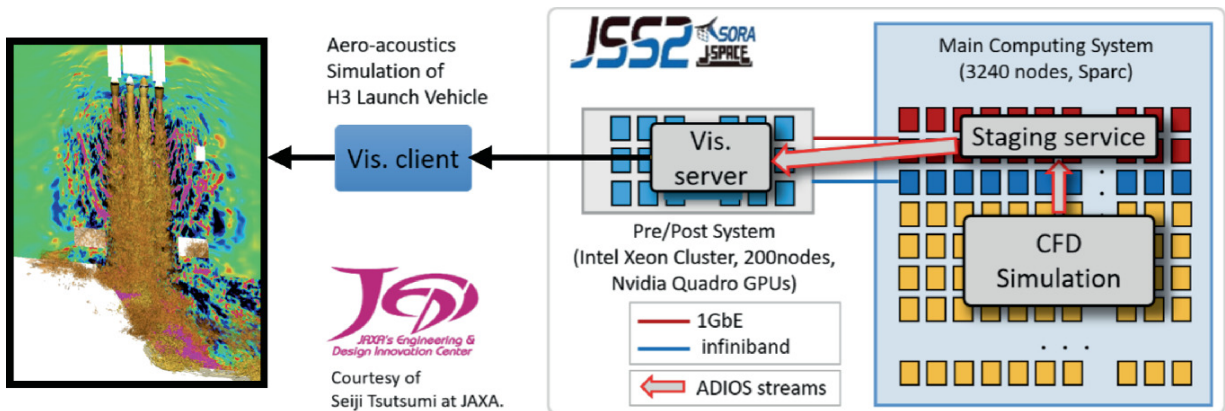 Aero-acoustics
Simulation of
H3 Launch Vehicle
Vis. client
JEDI
JAXA's Engineering &
Design Innovation Center
Courtesy of
Seiji Tsutsumi at JAXA.
JSS2
SORA
JSPACE
Vis.
server
Pre/Post System
(Intel Xeon Cluster, 200nodes,
Nvidia Quadro GPUs)
1GbE
infiniband
ADIOS streams
Main Computing System
(3240 nodes, Sparc)
Staging service
CFD
Simulation